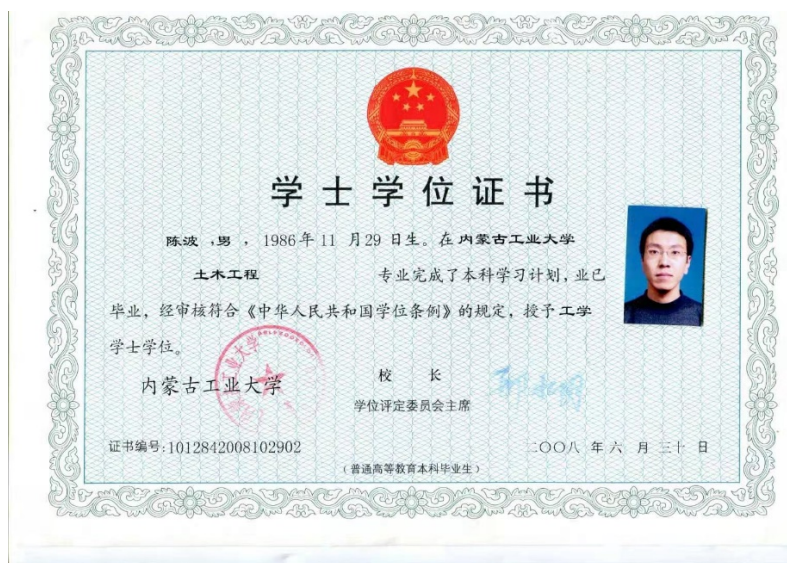 学士学位证书
陈波,男,1986年11月29日生。在内蒙古工业大学
土木工程 专业完成了本科学习计划,业已
毕业,经审核符合《中华人民共和国学位条例》的规定,授予工学
学士学位。
内蒙古工业大学
校 长
学位评定委员会主席
证书编号:1012842008102902
二〇〇八 年 六 月 三十 日
(普通高等教育本科毕业生)